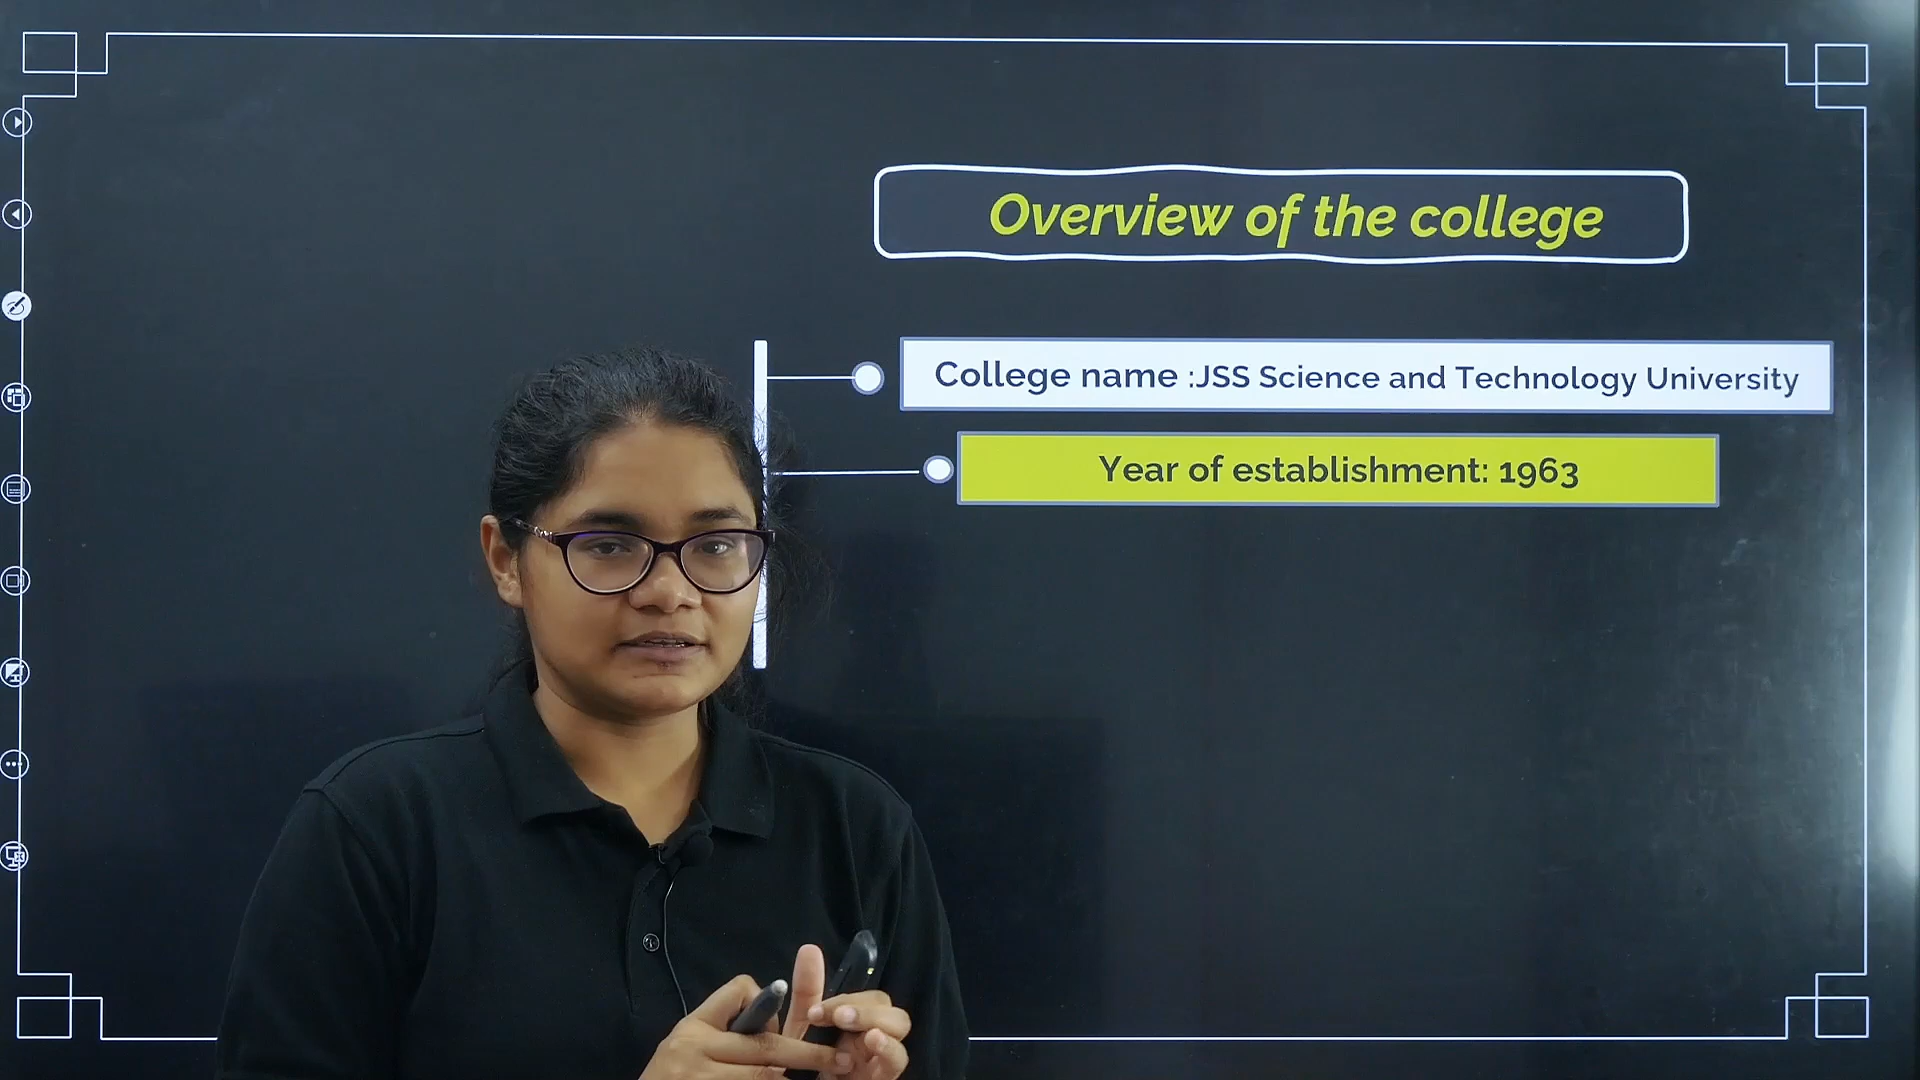 Overview of the college
College name :JSS Science and Technology University
Year of establishment: 1963